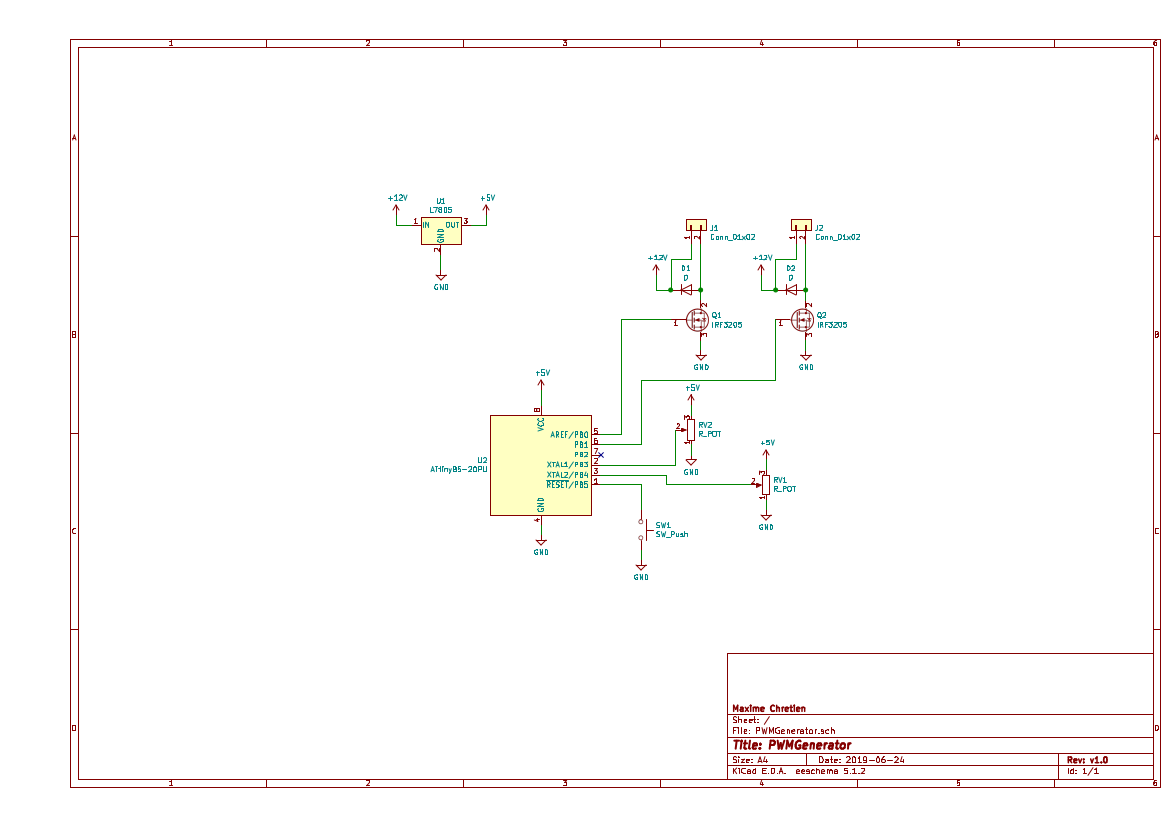 1 2 3 4 5 6
A A
+12V
U1
L7805
+5V
1 IN OUT 3
GND
2
GND
J1
Conn_01x02
1 2
J2
Conn_01x02
1 2
+12V
D1
D
+12V
D2
D
B B
2
Q1
IRF3205
1
3
GND
2
Q2
IRF3205
1
3
GND
+5V
8
VCC
+5V
3
RV2
R_POT
2
1
GND
U2
ATtiny85-20PU
AREF/PB0 5
PB1 6
PB2 7
XTAL1/PB3 2
XTAL2/PB4 3
RESET/PB5 1
GND
4
GND
+5V
3
RV1
R_POT
2
1
GND
C C
SW1
SW_Push
GND
D D
Maxime Chretien
Sheet: /
File: PWMGenerator.sch
Title: PWMGenerator
Size: A4 Date: 2019-06-24 Rev: v1.0
KiCad E.D.A. eeschema 5.1.2 Id: 1/1
1 2 3 4 5 6